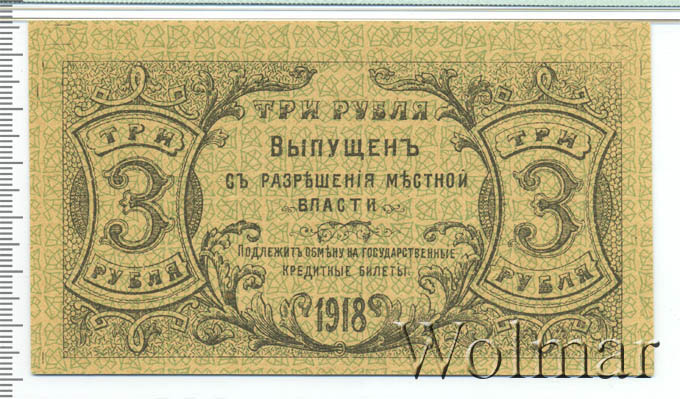 ТРИ РУБЛЯ
ТРИ
3
РУБЛЯ
ВЫПУЩЕНЪ
СЪ РАЗРѢШЕНІЯ МѢСТНОЙ
ВЛАСТИ
ПОДЛЕЖИТЪ ОБМѢНУ НА ГОСУДАРСТВЕННЫЕ
КРЕДИТНЫЕ БИЛЕТЫ.
1918
ТРИ
3
РУБЛЯ
Wolmar